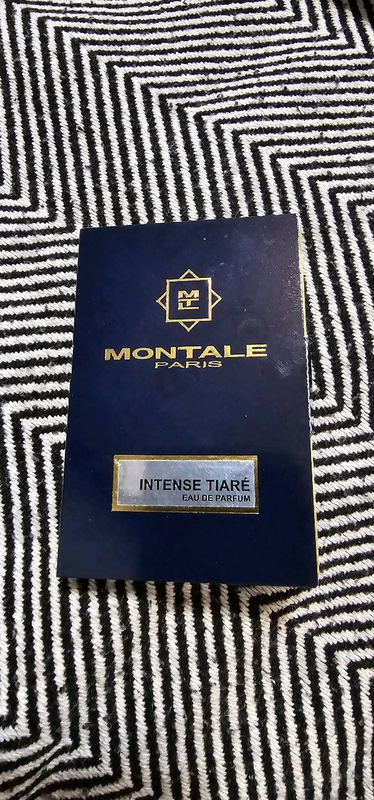 MONTALE
PARIS
INTENSE TIARÉ
EAU DE PARFUM